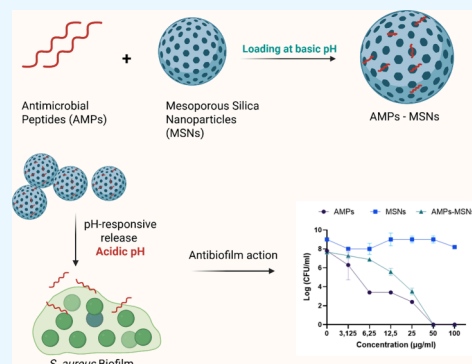 Loading at basic pH
+
Antimicrobial
Peptides (AMPs)
Mesoporous Silica
Nanoparticles
(MSNs)
AMPs - MSNs
pH-responsive
release
Acidic pH
Antibiofilm action
S. aureus Biofilm
AMPs MSNs AMPs-MSNs
Log (CFU/ml)
10
8
6
4
2
0
0 3,125 6,25 12,5 25 50 100
Concentration (µg/ml)